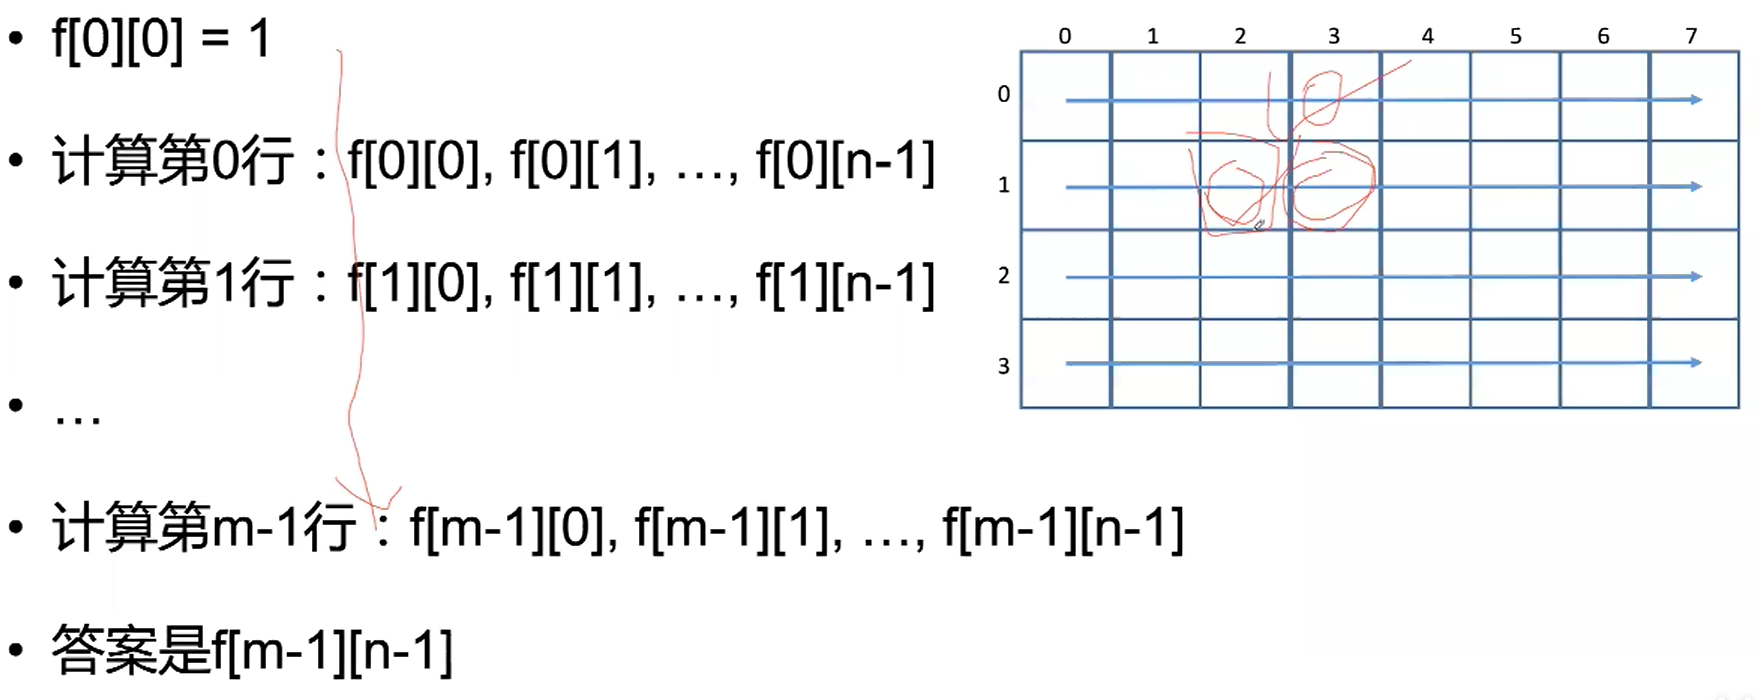 • f[0][0] = 1
• 计算第0行：f[0][0], f[0][1], …, f[0][n-1]
• 计算第1行：f[1][0], f[1][1], …, f[1][n-1]
• …
• 计算第m-1行：f[m-1][0], f[m-1][1], …, f[m-1][n-1]
• 答案是f[m-1][n-1]
0 1 2 3 4 5 6 7
0
1
2
3